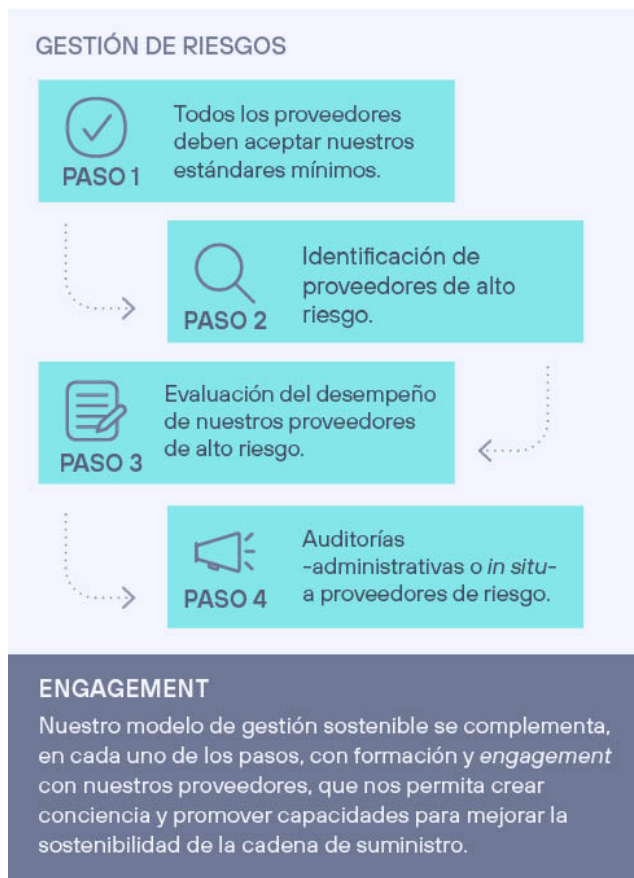 GESTIÓN DE RIESGOS
PASO 1
Todos los proveedores
deben aceptar nuestros
estándares mínimos.
PASO 2
Identificación de
proveedores de alto
riesgo.
PASO 3
Evaluación del desempeño
de nuestros proveedores
de alto riesgo.
PASO 4
Auditorías
-administrativas o in situ-
a proveedores de riesgo.
ENGAGEMENT
Nuestro modelo de gestión sostenible se complementa,
en cada uno de los pasos, con formación y engagement
con nuestros proveedores, que nos permita crear
conciencia y promover capacidades para mejorar la
sostenibilidad de la cadena de suministro.